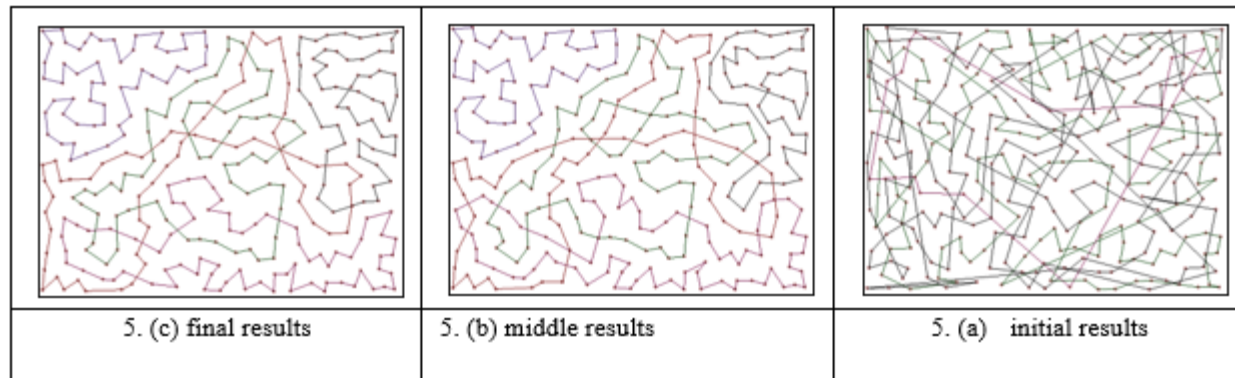 5. (c) final results
5. (b) middle results
5. (a) initial results